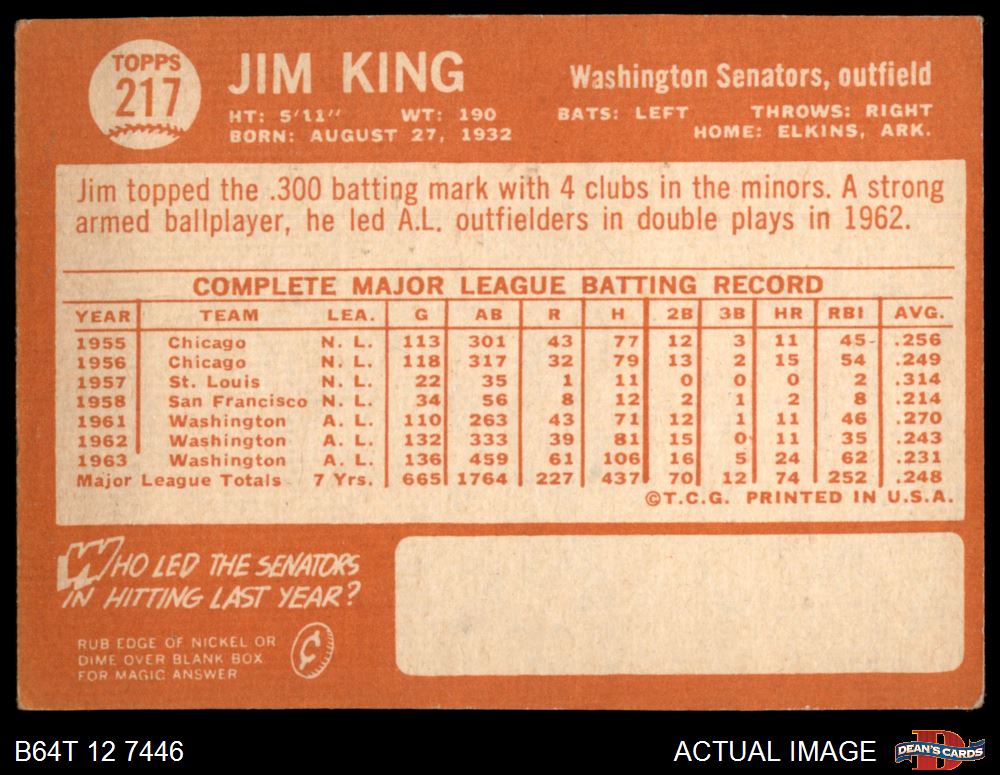 TOPPS
217
JIM KING
Washington Senators, outfield
HT: 5'11" WT: 190 BATS: LEFT THROWS: RIGHT
BORN: AUGUST 27, 1932 HOME: ELKINS, ARK.
Jim topped the .300 batting mark with 4 clubs in the minors. A strong
armed ballplayer, he led A.L. outfielders in double plays in 1962.
COMPLETE MAJOR LEAGUE BATTING RECORD
YEAR TEAM LEA. G AB R H 2B 3B HR RBI AVG.
1955 Chicago N. L. 113 301 43 77 12 3 11 45 .256
1956 Chicago N. L. 118 317 32 79 13 2 15 54 .249
1957 St. Louis N. L. 22 35 1 11 0 0 0 2 .314
1958 San Francisco N. L. 34 56 8 12 2 1 2 8 .214
1961 Washington A. L. 110 263 43 71 12 1 11 46 .270
1962 Washington A. L. 132 333 39 81 15 0 11 35 .243
1963 Washington A. L. 136 459 61 106 16 5 24 62 .231
Major League Totals 7 Yrs. 665 1764 227 437 70 12 74 252 .248
©T.C.G. PRINTED IN U.S.A.
WHO LED THE SENATORS
IN HITTING LAST YEAR?
RUB EDGE OF NICKEL OR
DIME OVER BLANK BOX
FOR MAGIC ANSWER
¢
B64T 12 7446
ACTUAL IMAGE
D
DEAN'S CARDS